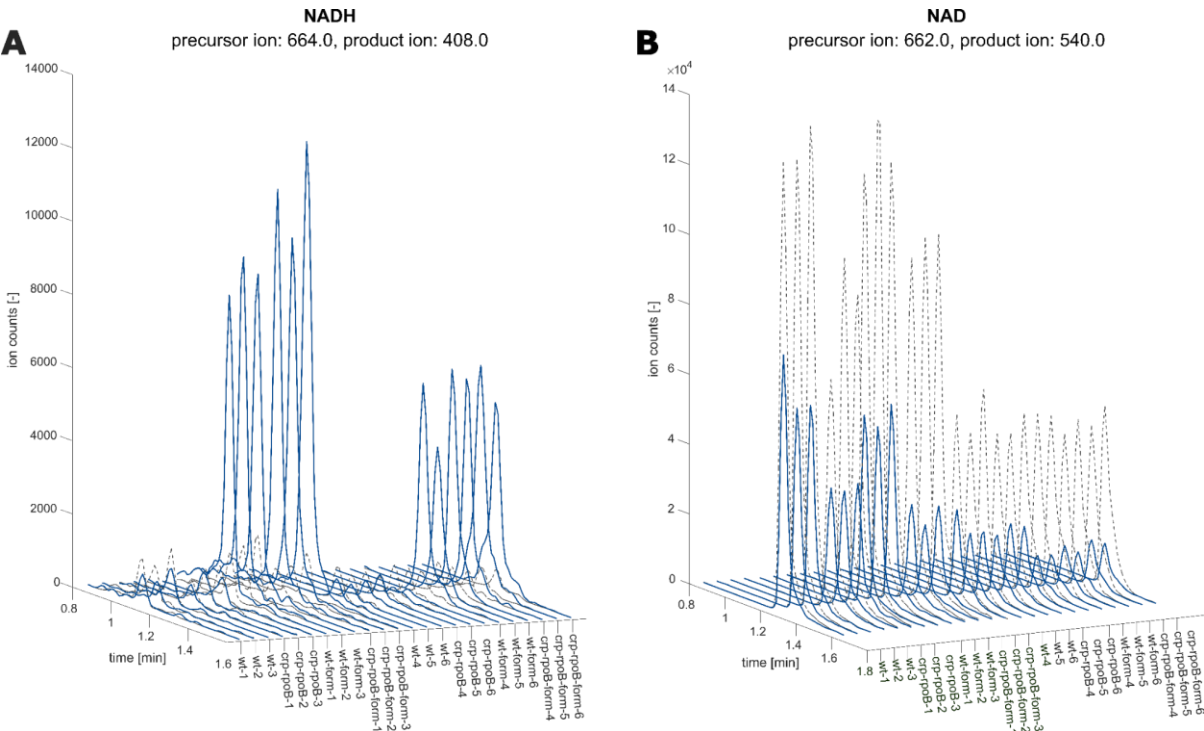 A
NADH
precursor ion: 664.0, product ion: 408.0
14000
12000
10000
8000
6000
4000
2000
0
ion counts [-]
0.8
1
1.2
1.4
1.6
time [min]
wt-1
wt-2
wt-3
crp-rpoB-1
crp-rpoB-2
crp-rpoB-3
wt-form-1
wt-form-2
wt-form-3
crp-rpoB-form-1
crp-rpoB-form-2
crp-rpoB-form-3
wt-4
wt-5
wt-6
crp-rpoB-4
crp-rpoB-5
crp-rpoB-6
wt-form-4
wt-form-5
wt-form-6
crp-rpoB-form-4
crp-rpoB-form-5
crp-rpoB-form-6
B
NAD
precursor ion: 662.0, product ion: 540.0
×10⁴
14
12
10
8
6
4
2
0
ion counts [-]
0.8
1
1.2
1.4
1.6
1.8
time [min]
wt-1
wt-2
wt-3
crp-rpoB-1
crp-rpoB-2
crp-rpoB-3
wt-form-1
wt-form-2
wt-form-3
crp-rpoB-form-1
crp-rpoB-form-2
crp-rpoB-form-3
wt-4
wt-5
wt-6
crp-rpoB-4
crp-rpoB-5
crp-rpoB-6
wt-form-4
wt-form-5
wt-form-6
crp-rpoB-form-4
crp-rpoB-form-5
crp-rpoB-form-6